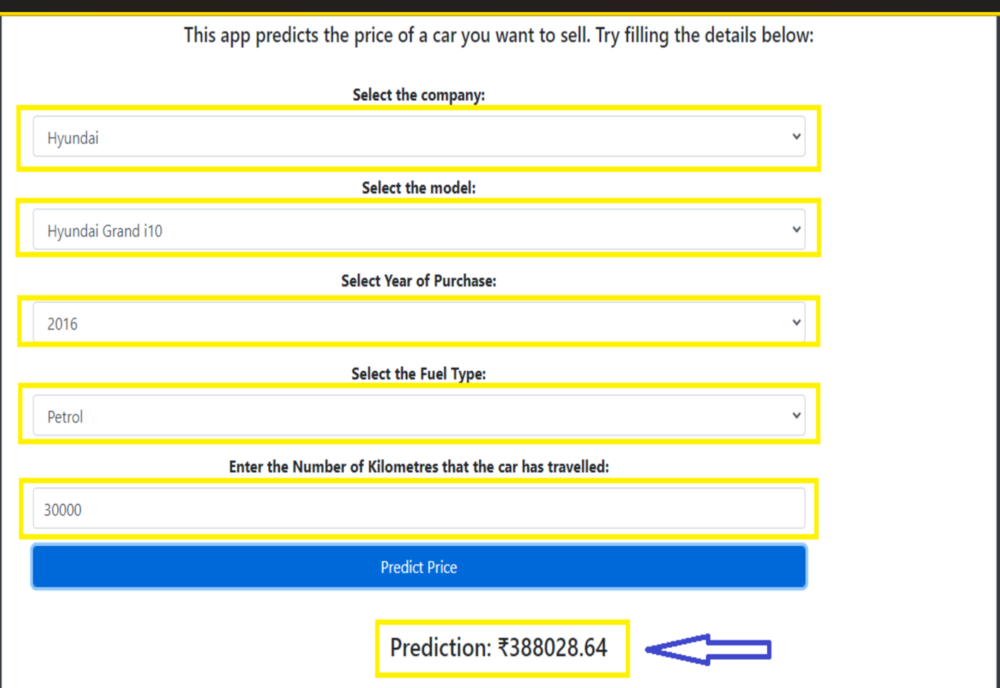 This app predicts the price of a car you want to sell. Try filling the details below:
Select the company:
Hyundai
Select the model:
Hyundai Grand i10
Select Year of Purchase:
2016
Select the Fuel Type:
Petrol
Enter the Number of Kilometres that the car has travelled:
30000
Predict Price
Prediction: ₹388028.64